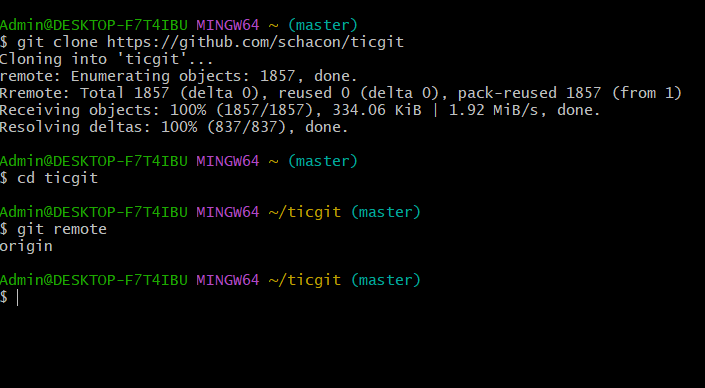 Admin@DESKTOP-F7T4IBU MINGW64 ~ (master)
$ git clone https://github.com/schacon/ticgit
Cloning into 'ticgit'...
remote: Enumerating objects: 1857, done.
Rremote: Total 1857 (delta 0), reused 0 (delta 0), pack-reused 1857 (from 1)
Receiving objects: 100% (1857/1857), 334.06 KiB | 1.92 MiB/s, done.
Resolving deltas: 100% (837/837), done.
Admin@DESKTOP-F7T4IBU MINGW64 ~ (master)
$ cd ticgit
Admin@DESKTOP-F7T4IBU MINGW64 ~/ticgit (master)
$ git remote
origin
Admin@DESKTOP-F7T4IBU MINGW64 ~/ticgit (master)
$